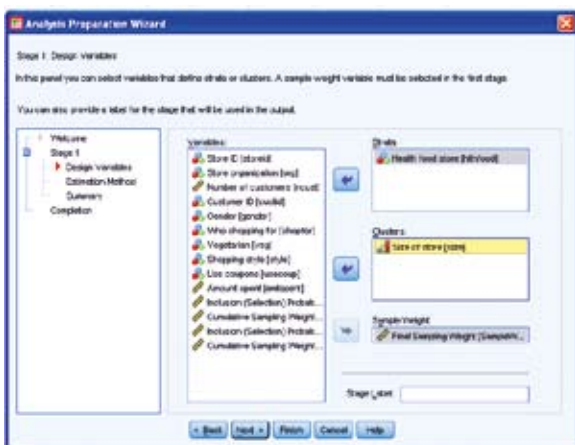 Analysis Preparation Wizard
Stage 1: Design Variables
In this panel you can select variables that define strata or clusters. A sample weight variable must be selected in the first stage.
You can also provide a label for the stage that will be used in the output.
Welcome
Stage 1
Design Variables
Estimation Method
Summary
Completion
Variables:
Store ID [storeid]
Store organization [org]
Number of customers
Customer ID [custid]
Gender [gender]
Who shopping for [shopfor]
Vegetarian [veg]
Shopping style [style]
Use coupons [usecoup]
Amount spent [amtspent]
Inclusion (Selection) Probab...
Cumulative Sampling Weight...
Inclusion (Selection) Probab...
Cumulative Sampling Weight...
Strata:
Health food store [hlthfood]
Clusters:
Size of store [size]
Sample Weight:
Final Sampling Weight [SampleW...
Stage Label:
< Back
Next >
Finish
Cancel
Help